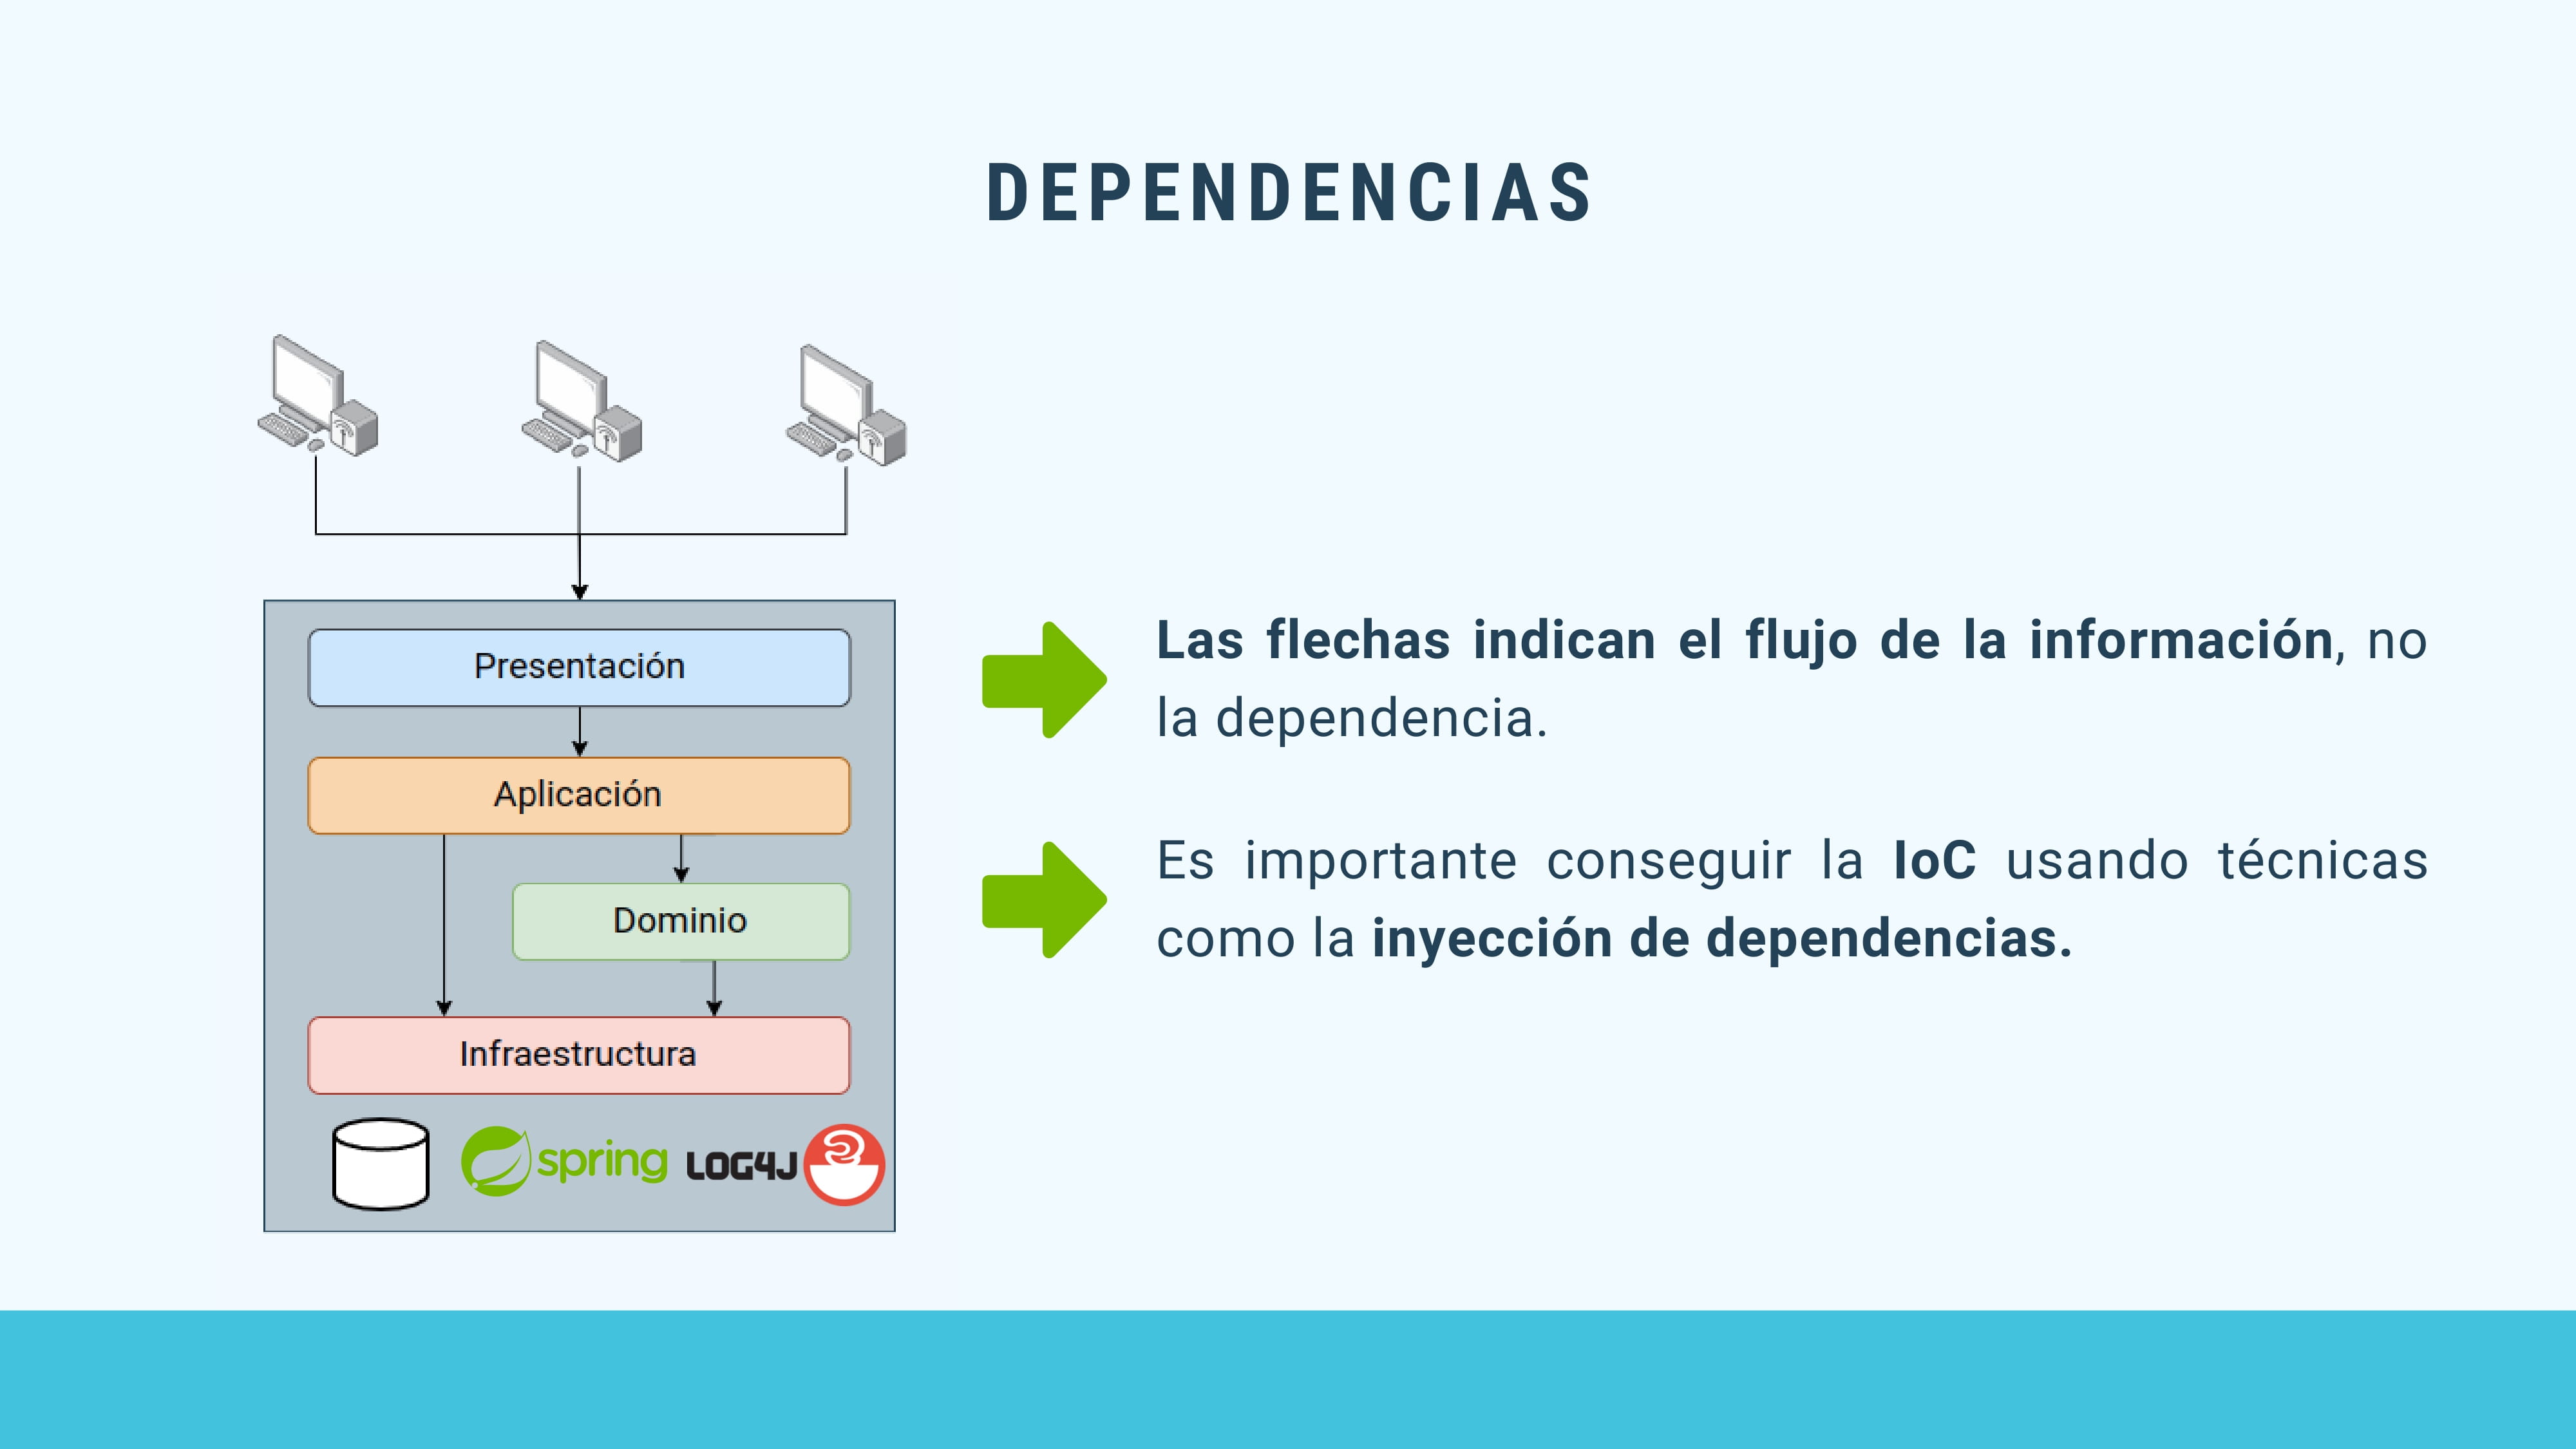 DEPENDENCIAS
Presentación
Aplicación
Dominio
Infraestructura
spring LOG4J
Las flechas indican el flujo de la información, no
la dependencia.
Es importante conseguir la IoC usando técnicas
como la inyección de dependencias.